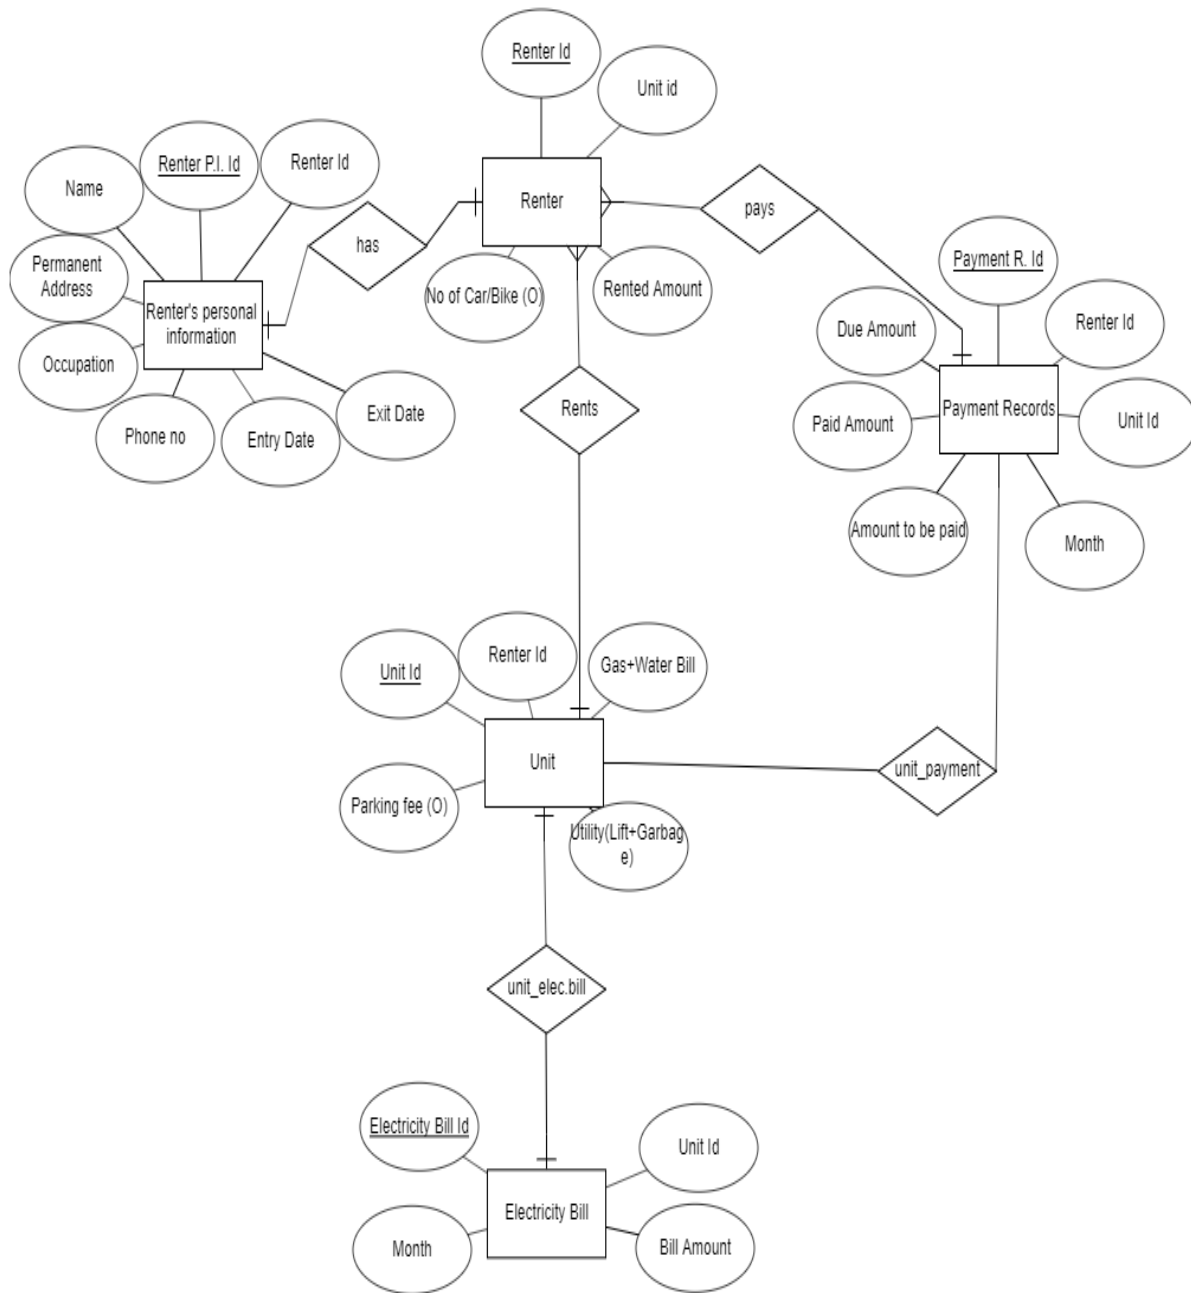 Renter Id
Unit id
Renter P.I. Id
Renter Id
Name
Renter
pays
has
Permanent
Address
Payment R. Id
No of Car/Bike (O)
Rented Amount
Renter's personal
information
Due Amount
Renter Id
Occupation
Exit Date
Rents
Payment Records
Paid Amount
Unit Id
Phone no
Entry Date
Amount to be paid
Month
Renter Id
Gas+Water Bill
Unit Id
Unit
unit_payment
Parking fee (O)
Utility(Lift+Garbag
e)
unit_elec.bill
Electricity Bill Id
Unit Id
Electricity Bill
Month
Bill Amount